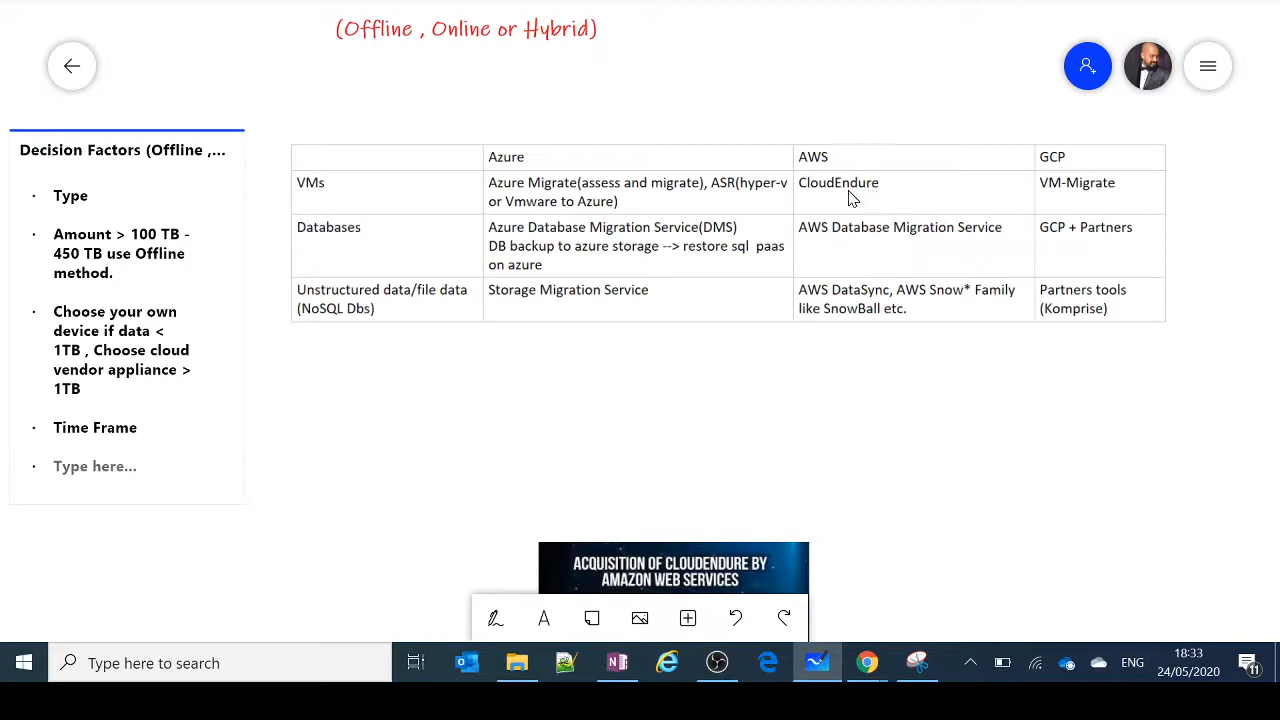 (Offline , Online or Hybrid)
Decision Factors (Offline ,...
· Type
· Amount > 100 TB -
450 TB use Offline
method.
· Choose your own
device if data <
1TB , Choose cloud
vendor appliance >
1TB
· Time Frame
· Type here...
Azure AWS GCP
VMs Azure Migrate(assess and migrate), ASR(hyper-v CloudEndure VM-Migrate
or Vmware to Azure)
Databases Azure Database Migration Service(DMS) AWS Database Migration Service GCP + Partners
DB backup to azure storage --> restore sql paas
on azure
Unstructured data/file data Storage Migration Service AWS DataSync, AWS Snow* Family Partners tools
(NoSQL Dbs) like SnowBall etc. (Komprise)
ACQUISITION OF CLOUDENDURE BY
AMAZON WEB SERVICES
Type here to search
ENG
18:33
24/05/2020
11